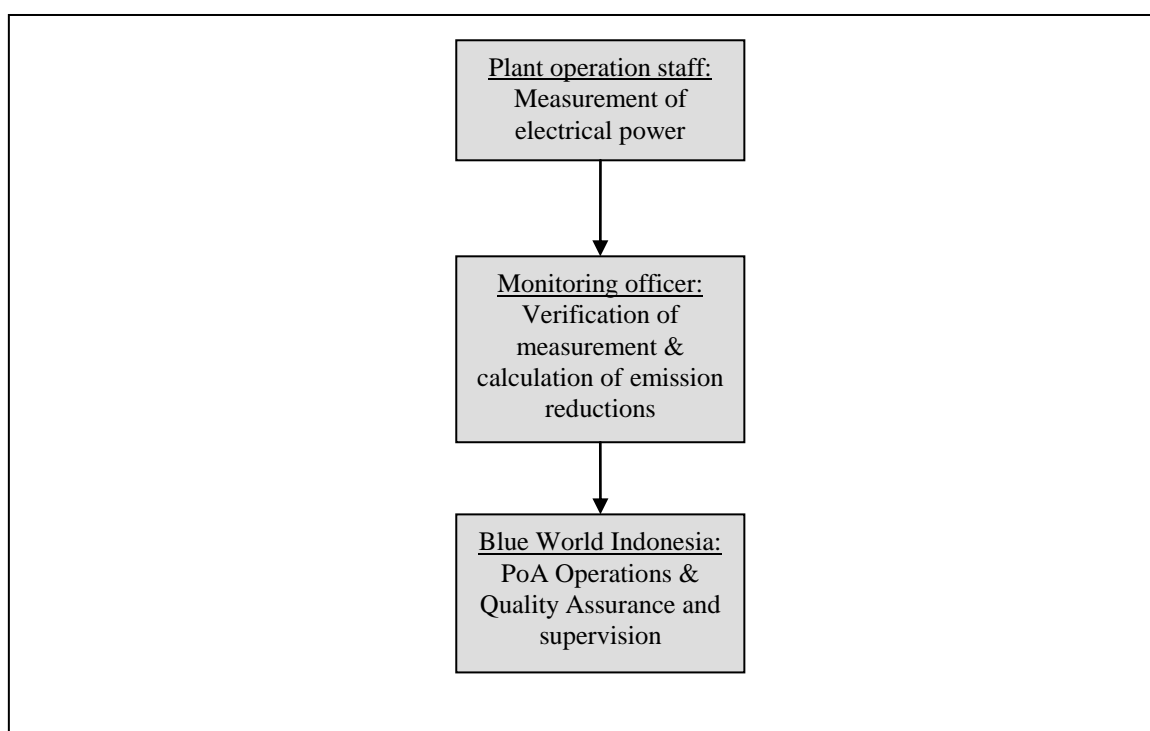 Plant operation staff:
Measurement of
electrical power
Monitoring officer:
Verification of
measurement &
calculation of emission
reductions
Blue World Indonesia:
PoA Operations &
Quality Assurance and
supervision